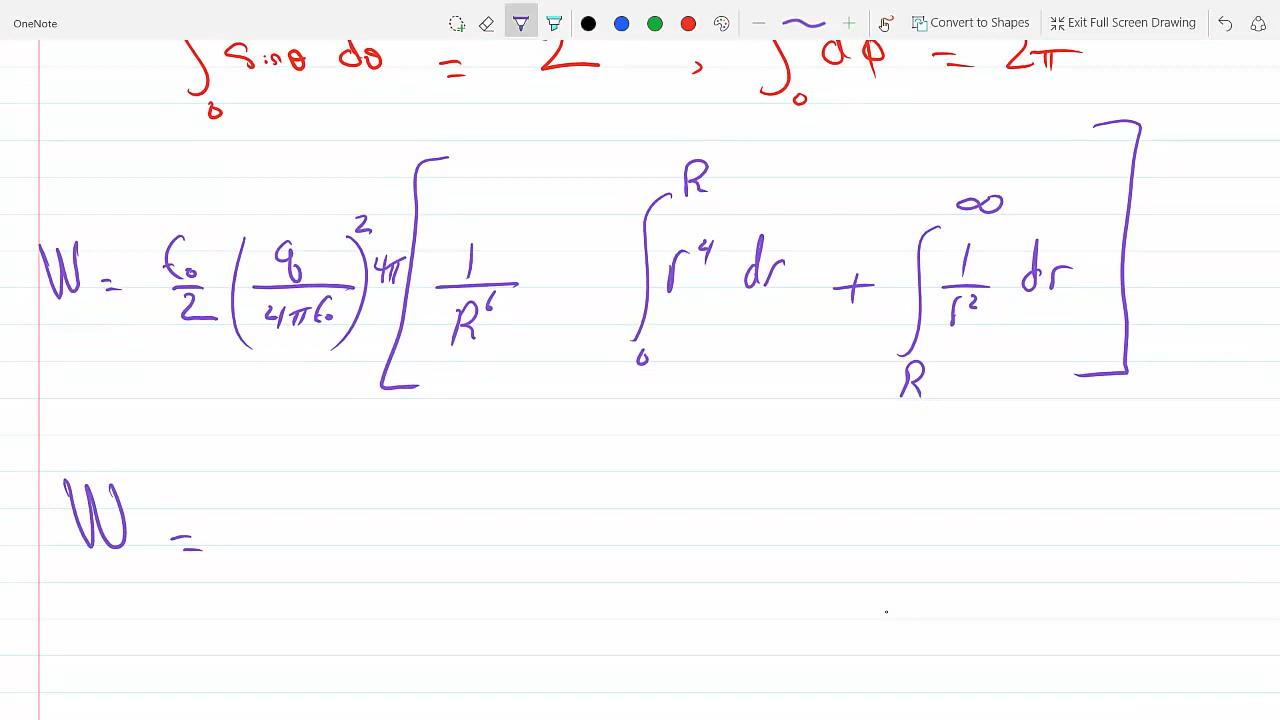 OneNote
Convert to Shapes
Exit Full Screen Drawing
∫₀ sinθ dθ = 2 , ∫₀ dφ = 2π
W = ε₀/2 (q/4πε₀)² 4π [ 1/R⁶ ∫₀ᴿ r⁴ dr + ∫_R^∞ 1/r² dr ]
W =